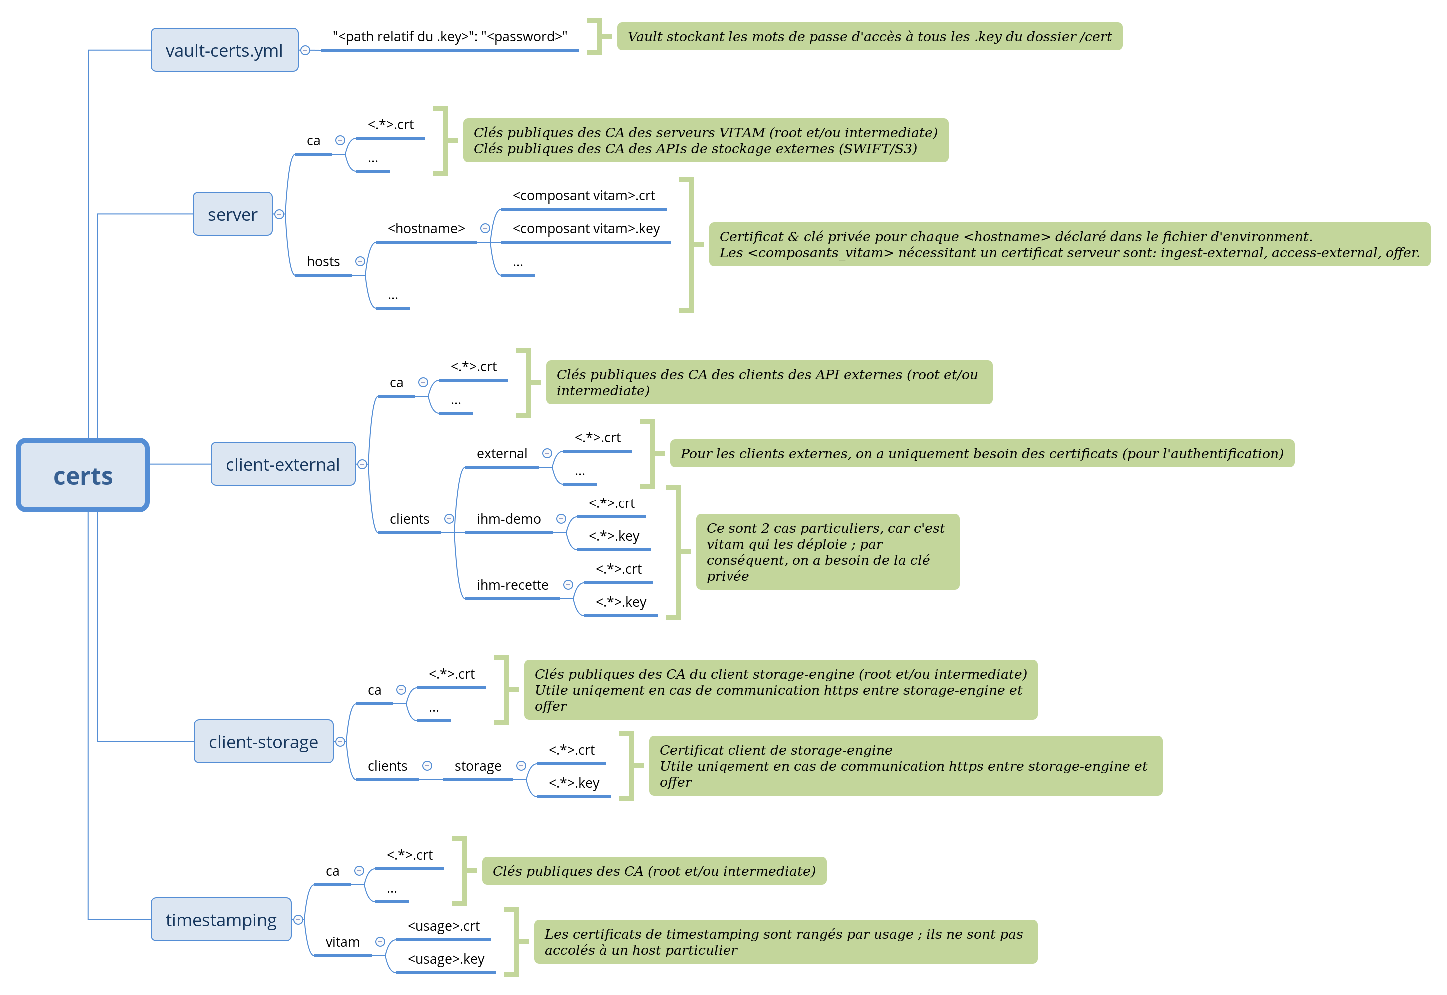 vault-certs.yml
"<path relatif du .key>": "<password>"
Vault stockant les mots de passe d'accès à tous les .key du dossier /cert
server
ca
<.*>.crt
...
Clés publiques des CA des serveurs VITAM (root et/ou intermediate)
Clés publiques des CA des APIs de stockage externes (SWIFT/S3)
hosts
<hostname>
<composant vitam>.crt
<composant vitam>.key
...
...
Certificat & clé privée pour chaque <hostname> déclaré dans le fichier d'environment.
Les <composants_vitam> nécessitant un certificat serveur sont: ingest-external, access-external, offer.
certs
client-external
ca
<.*>.crt
...
Clés publiques des CA des clients des API externes (root et/ou
intermediate)
clients
external
<.*>.crt
...
Pour les clients externes, on a uniquement besoin des certificats (pour l'authentification)
ihm-demo
<.*>.crt
<.*>.key
ihm-recette
<.*>.crt
<.*>.key
Ce sont 2 cas particuliers, car c'est
vitam qui les déploie ; par
conséquent, on a besoin de la clé
privée
client-storage
ca
<.*>.crt
...
Clés publiques des CA du client storage-engine (root et/ou intermediate)
Utile uniqement en cas de communication https entre storage-engine et
offer
clients
storage
<.*>.crt
<.*>.key
Certificat client de storage-engine
Utile uniqement en cas de communication https entre storage-engine et
offer
timestamping
ca
<.*>.crt
...
Clés publiques des CA (root et/ou intermediate)
vitam
<usage>.crt
<usage>.key
Les certificats de timestamping sont rangés par usage ; ils ne sont pas
accolés à un host particulier